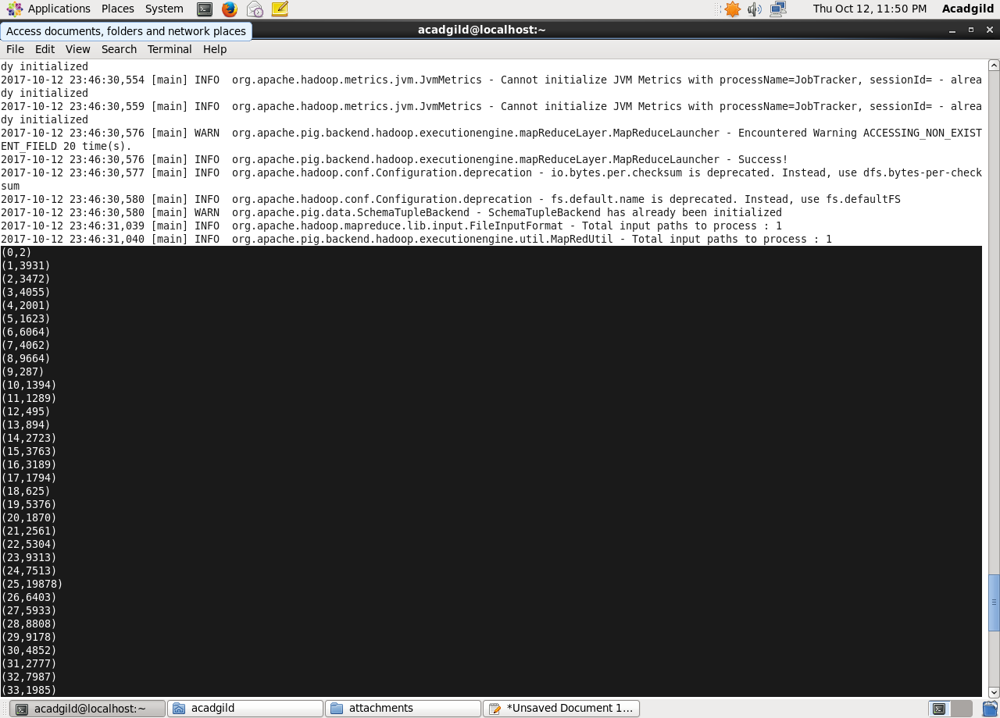 Applications Places System Thu Oct 12, 11:50 PM Acadgild
Access documents, folders and network places acadgild@localhost:~
File Edit View Search Terminal Help
dy initialized
2017-10-12 23:46:30,554 [main] INFO  org.apache.hadoop.metrics.jvm.JvmMetrics - Cannot initialize JVM Metrics with processName=JobTracker, sessionId= - alrea
dy initialized
2017-10-12 23:46:30,559 [main] INFO  org.apache.hadoop.metrics.jvm.JvmMetrics - Cannot initialize JVM Metrics with processName=JobTracker, sessionId= - alrea
dy initialized
2017-10-12 23:46:30,576 [main] WARN  org.apache.pig.backend.hadoop.executionengine.mapReduceLayer.MapReduceLauncher - Encountered Warning ACCESSING_NON_EXIST
ENT_FIELD 20 time(s).
2017-10-12 23:46:30,576 [main] INFO  org.apache.pig.backend.hadoop.executionengine.mapReduceLayer.MapReduceLauncher - Success!
2017-10-12 23:46:30,577 [main] INFO  org.apache.hadoop.conf.Configuration.deprecation - io.bytes.per.checksum is deprecated. Instead, use dfs.bytes-per-check
sum
2017-10-12 23:46:30,580 [main] INFO  org.apache.hadoop.conf.Configuration.deprecation - fs.default.name is deprecated. Instead, use fs.defaultFS
2017-10-12 23:46:30,580 [main] WARN  org.apache.pig.data.SchemaTupleBackend - SchemaTupleBackend has already been initialized
2017-10-12 23:46:31,039 [main] INFO  org.apache.hadoop.mapreduce.lib.input.FileInputFormat - Total input paths to process : 1
2017-10-12 23:46:31,040 [main] INFO  org.apache.pig.backend.hadoop.executionengine.util.MapRedUtil - Total input paths to process : 1
(0,2)
(1,3931)
(2,3472)
(3,4055)
(4,2001)
(5,1623)
(6,6064)
(7,4062)
(8,9664)
(9,287)
(10,1394)
(11,1289)
(12,495)
(13,894)
(14,2723)
(15,3763)
(16,3189)
(17,1794)
(18,625)
(19,5376)
(20,1870)
(21,2561)
(22,5304)
(23,9313)
(24,7513)
(25,19878)
(26,6403)
(27,5933)
(28,8808)
(29,9178)
(30,4852)
(31,2777)
(32,7987)
(33,1985)
acadgild@localhost:~ acadgild attachments *Unsaved Document 1...